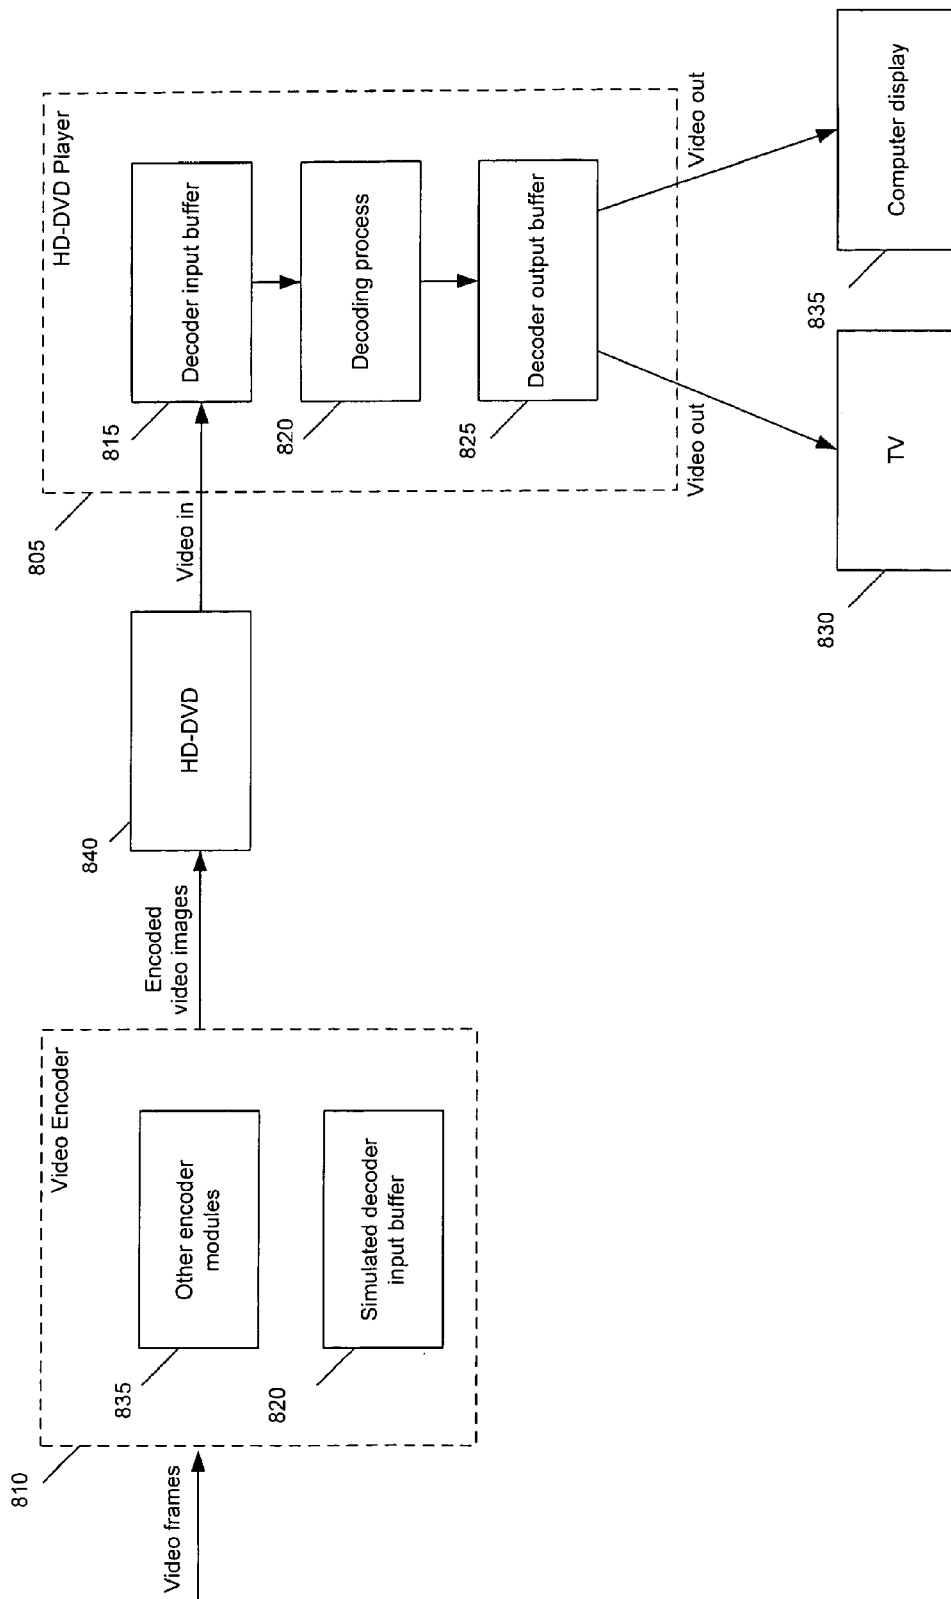 Video frames
810
Video Encoder
835
Other encoder
modules
820
Simulated decoder
input buffer
Encoded
video images
840
HD-DVD
Video in
805
HD-DVD Player
815
Decoder input buffer
820
Decoding process
825
Decoder output buffer
Video out
Video out
830
TV
835
Computer display